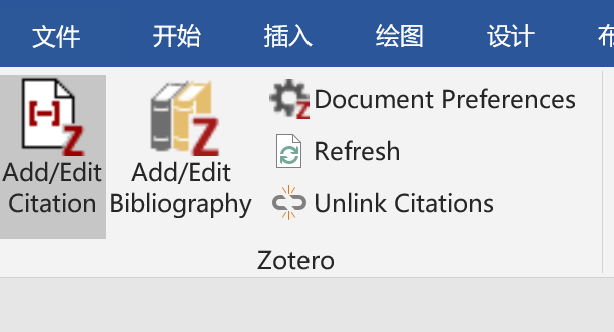 文件 开始 插入 绘图 设计
Add/Edit Citation
Add/Edit Bibliography
Document Preferences
Refresh
Unlink Citations
Zotero